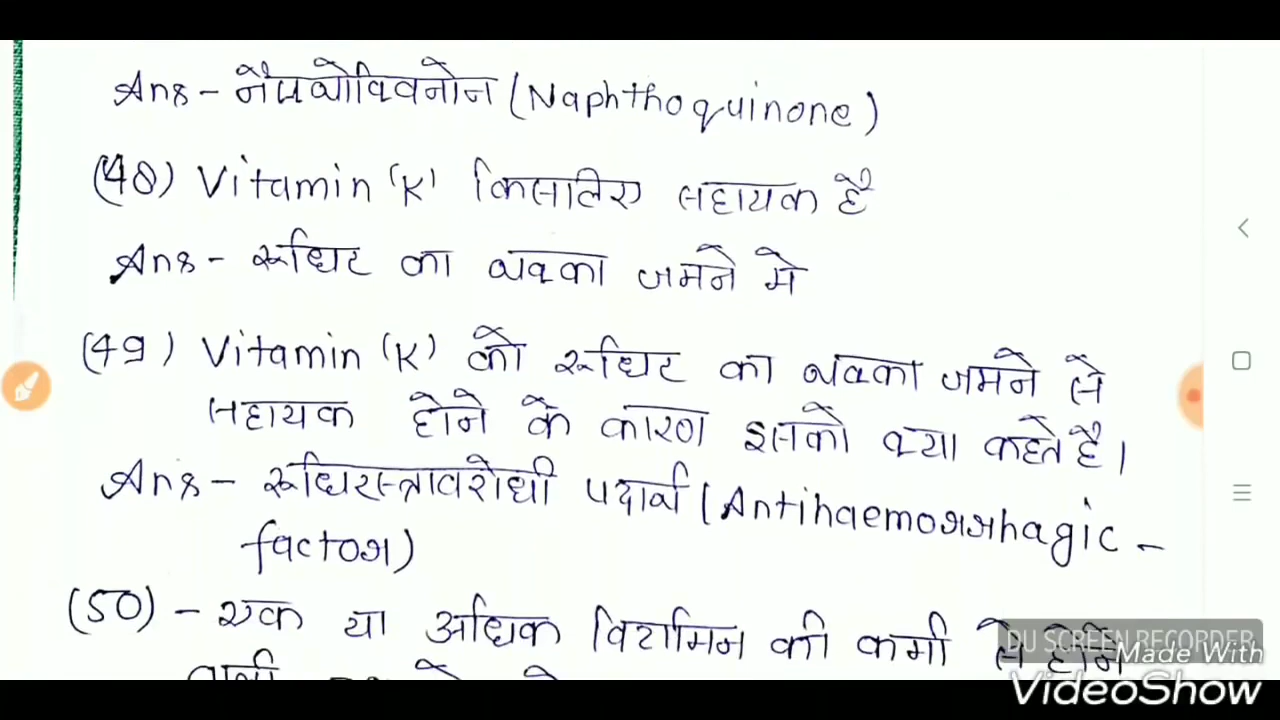 Ans - नैपथोक्विनोन (Naphthoquinone)
(48) Vitamin 'K' किसलिए सहायक है
Ans - रूधिर का थक्का जमने मे
(49) Vitamin 'K' को रूधिर का थक्का जमने से
सहायक होने के कारण इसको क्या कहते है।
Ans - रूधिरस्त्रावरोधी पदार्थ (Antihaemorrhagic -
factor)
(50) - एक या अधिक विटामिन की कमी से होने
वाली
DU SCREEN RECORDER
Made With
VideoShow